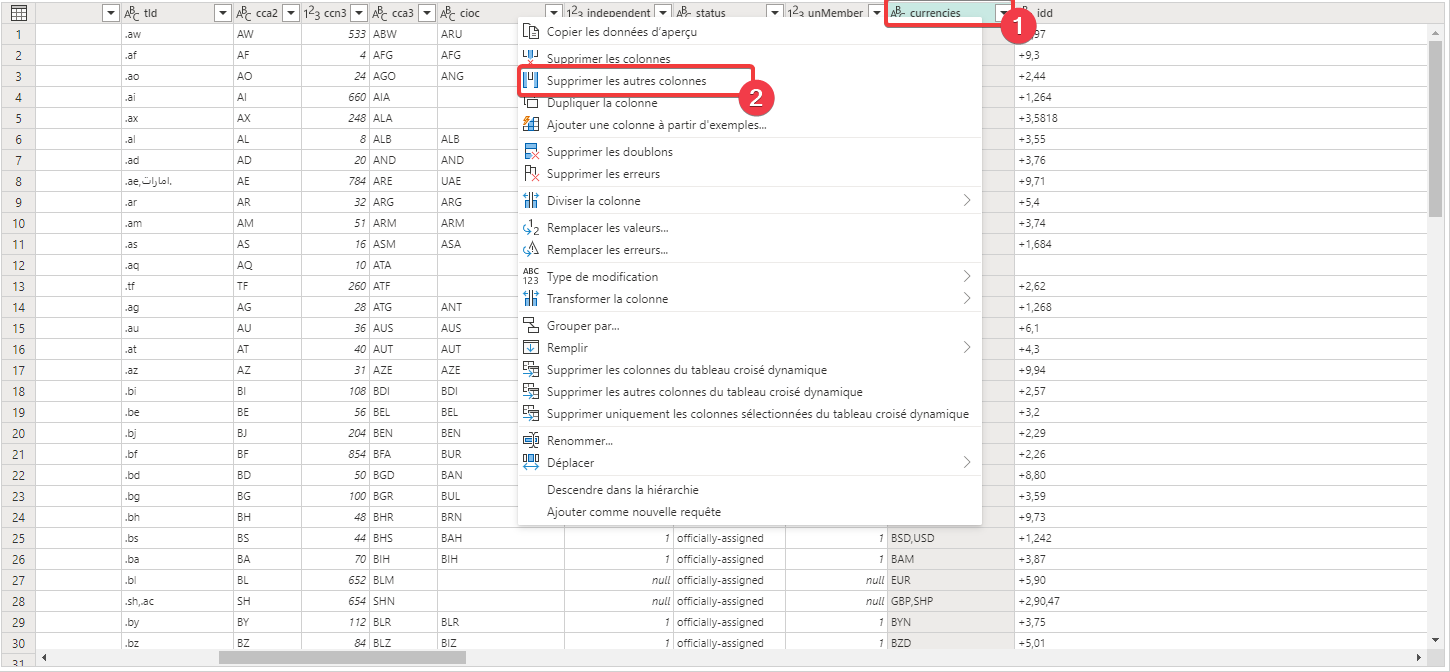 tld cca2 1 2 3 ccn3 cca3 cioc 1 2 3 independent status 1 2 3 unMember currencies idd
1
1 .aw AW 533 ABW ARU
Copier les données d'aperçu
2 .af AF 4 AFG AFG +9,3
Supprimer les colonnes
3 .ao AO 24 AGO ANG +2,44
Supprimer les autres colonnes
2
4 .ai AI 660 AIA +1,264
Dupliquer la colonne
5 .ax AX 248 ALA +3,5818
Ajouter une colonne à partir d'exemples...
6 .al AL 8 ALB ALB +3,55
Supprimer les doublons
7 .ad AD 20 AND AND +3,76
Supprimer les erreurs
8 .ae,امارات. AE 784 ARE UAE +9,71
Diviser la colonne
9 .ar AR 32 ARG ARG +5,4
Remplacer les valeurs...
10 .am AM 51 ARM ARM +3,74
Remplacer les erreurs...
11 .as AS 16 ASM ASA +1,684
12 .aq AQ 10 ATA
ABC
123 Type de modification
13 .tf TF 260 ATF +2,62
Transformer la colonne
14 .ag AG 28 ATG ANT +1,268
Grouper par...
15 .au AU 36 AUS AUS +6,1
Remplir
16 .at AT 40 AUT AUT +4,3
Supprimer les colonnes du tableau croisé dynamique
17 .az AZ 31 AZE AZE +9,94
Supprimer les autres colonnes du tableau croisé dynamique
18 .bi BI 108 BDI BDI +2,57
Supprimer uniquement les colonnes sélectionnées du tableau croisé dynamique
19 .be BE 56 BEL BEL +3,2
20 .bj BJ 204 BEN BEN +2,29
Renommer...
21 .bf BF 854 BFA BUR +2,26
Déplacer
22 .bd BD 50 BGD BAN +8,80
Descendre dans la hiérarchie
23 .bg BG 100 BGR BUL +3,59
Ajouter comme nouvelle requête
24 .bh BH 48 BHR BRN +9,73
25 .bs BS 44 BHS BAH 1 officially-assigned 1 BSD,USD +1,242
26 .ba BA 70 BIH BIH 1 officially-assigned 1 BAM +3,87
27 .bl BL 652 BLM null officially-assigned null EUR +5,90
28 .sh,.ac SH 654 SHN null officially-assigned null GBP,SHP +2,90,47
29 .by BY 112 BLR BLR 1 officially-assigned 1 BYN +3,75
30 .bz BZ 84 BLZ BIZ 1 officially-assigned 1 BZD +5,01
31